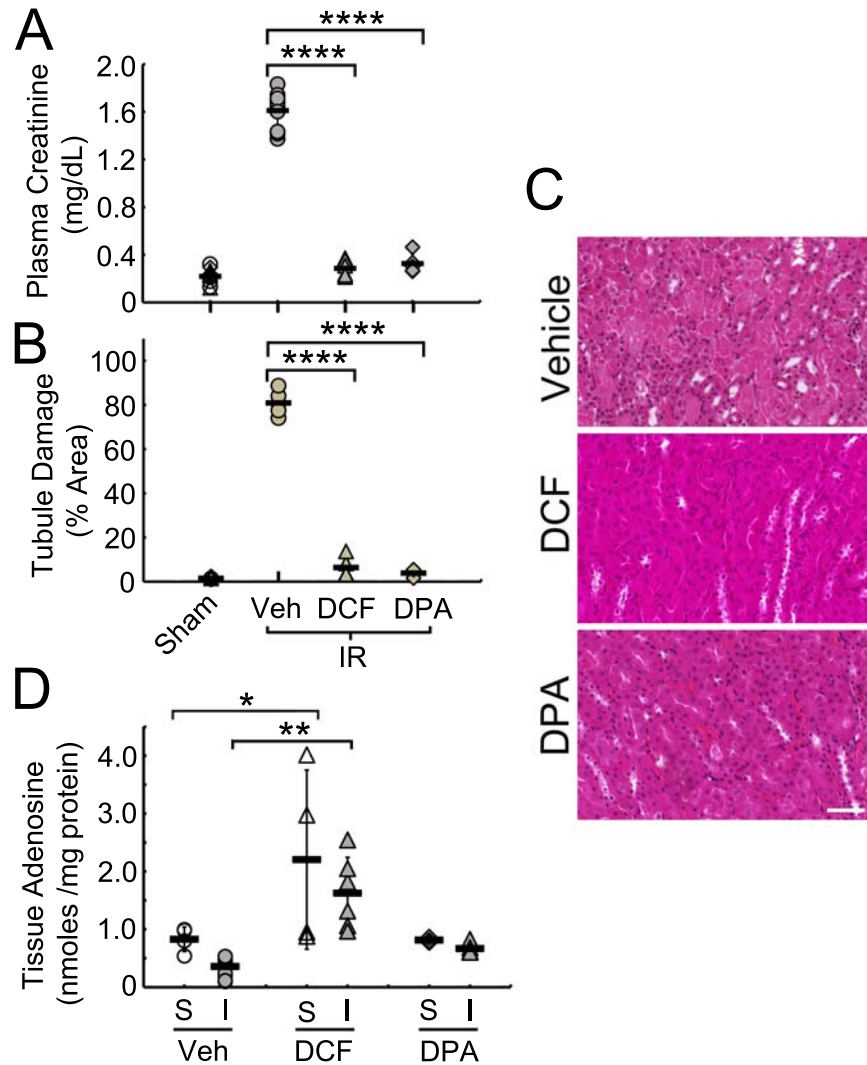 A
****
****
2.0
1.6
1.2
0.8
0.4
0
Plasma Creatinine
(mg/dL)
B
****
****
100
80
60
40
20
0
Tubule Damage
(% Area)
Sham
Veh
DCF
DPA
IR
C
Vehicle
DCF
DPA
D
*
**
4.0
3.0
2.0
1.0
0
Tissue Adenosine
(nmoles /mg protein)
S I S I S I
Veh DCF DPA